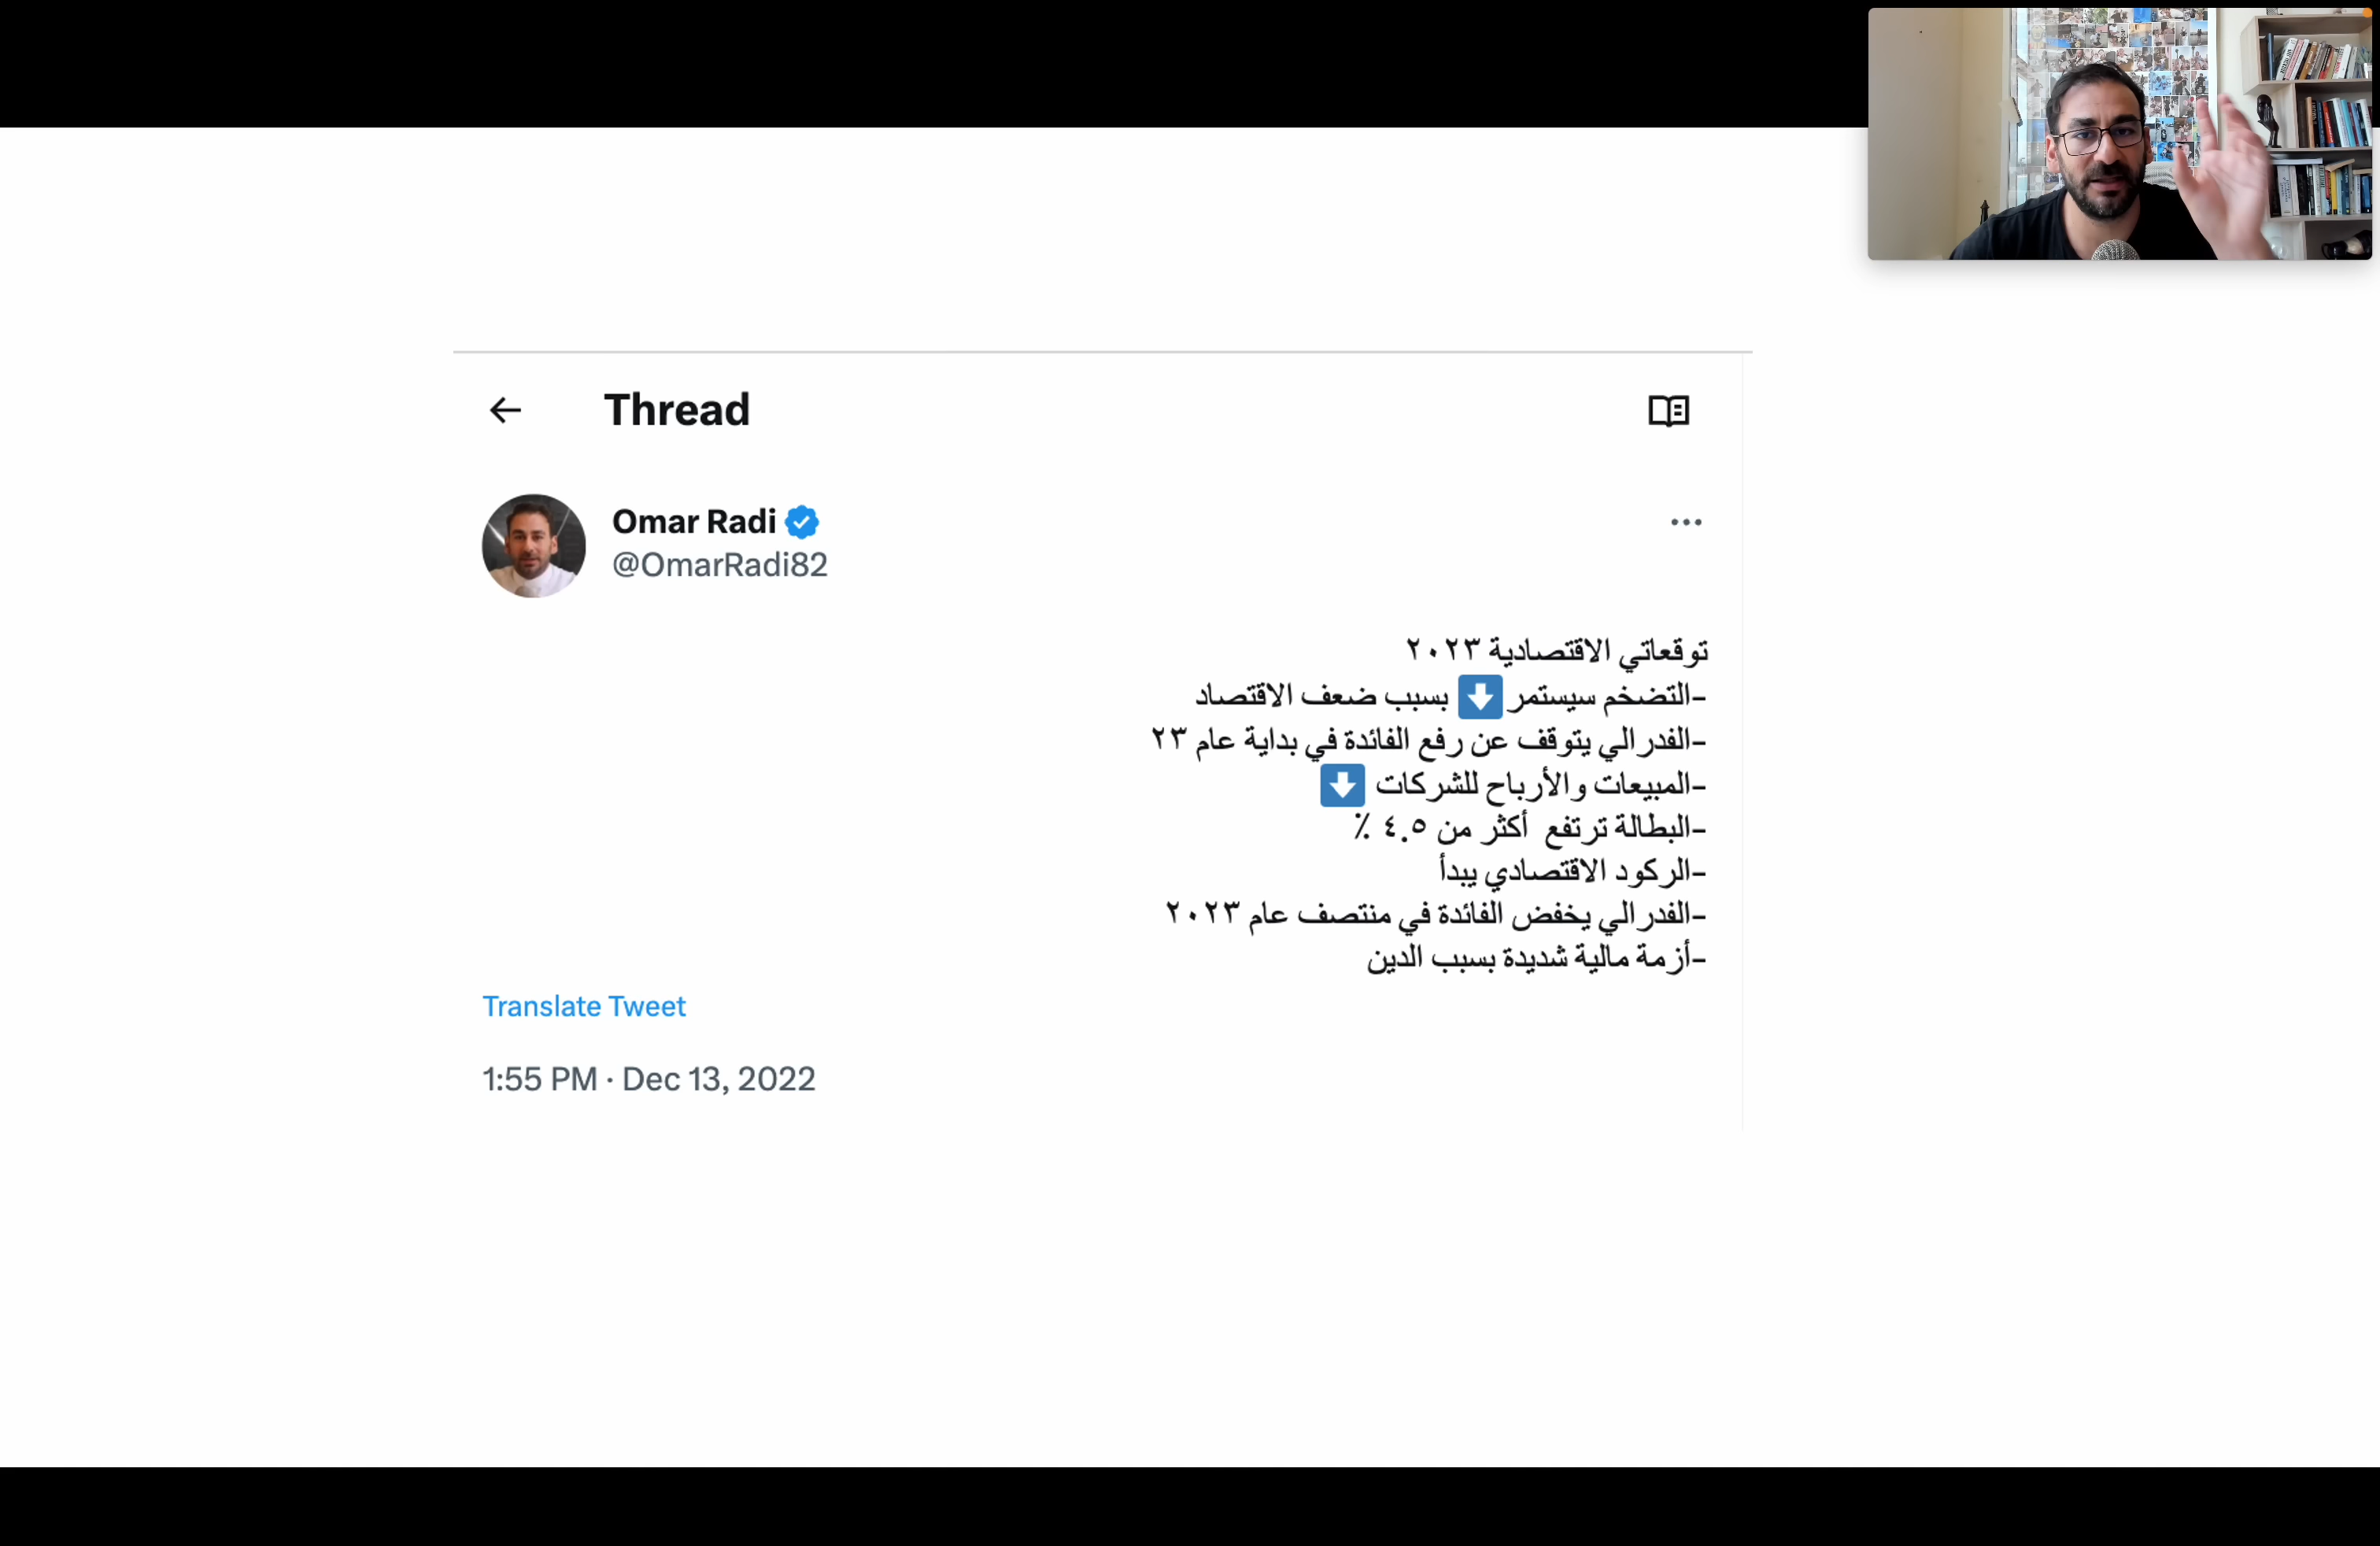 Thread
Omar Radi
@OmarRadi82
توقعاتي الاقتصادية ٢٠٢٣
-التضخم سيستمر⬇️ بسبب ضعف الاقتصاد
-الفدرالي يتوقف عن رفع الفائدة في بداية عام ٢٣
-المبيعات والأرباح للشركات ⬇️
-البطالة ترتفع أكثر من ٤.٥ ٪
-الركود الاقتصادي يبدأ
-الفدرالي يخفض الفائدة في منتصف عام ٢٠٢٣
-أزمة مالية شديدة بسبب الدين
Translate Tweet
1:55 PM · Dec 13, 2022